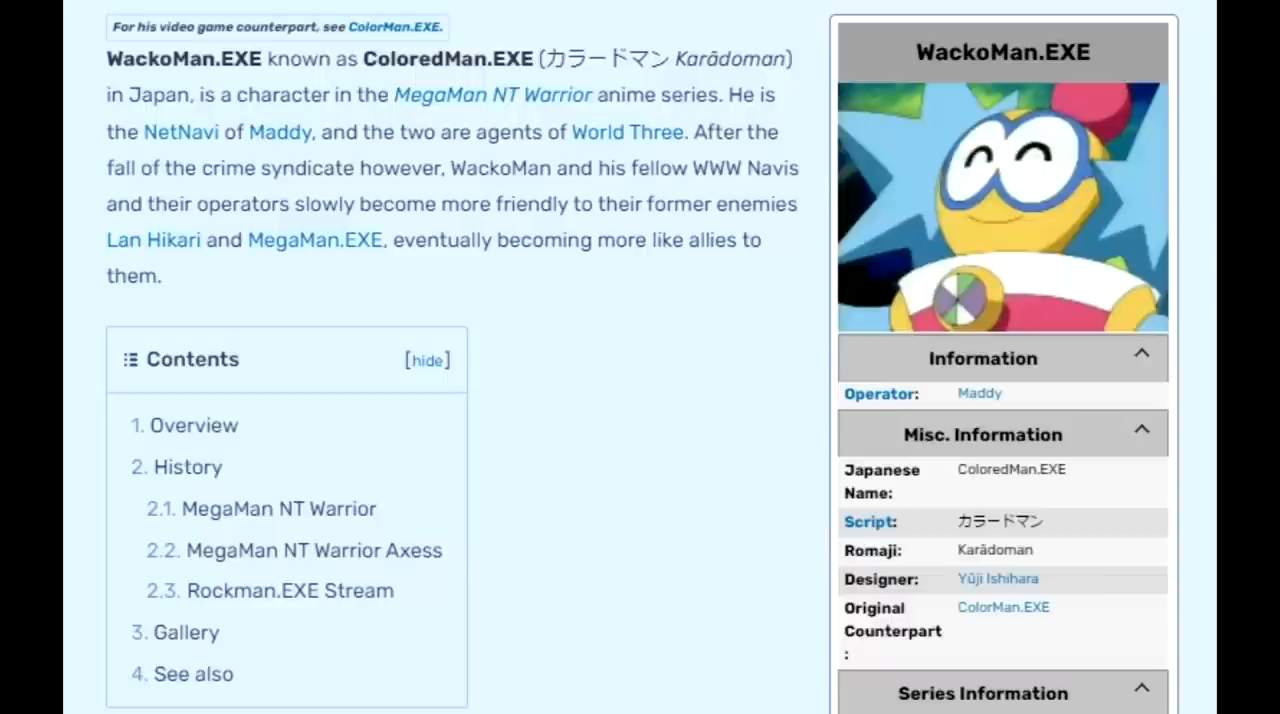 For his video game counterpart, see ColorMan.EXE.
WackoMan.EXE known as ColoredMan.EXE (カラードマン Karādoman)
in Japan, is a character in the MegaMan NT Warrior anime series. He is
the NetNavi of Maddy, and the two are agents of World Three. After the
fall of the crime syndicate however, WackoMan and his fellow WWW Navis
and their operators slowly become more friendly to their former enemies
Lan Hikari and MegaMan.EXE, eventually becoming more like allies to
them.
Contents [hide]
1. Overview
2. History
2.1. MegaMan NT Warrior
2.2. MegaMan NT Warrior Axess
2.3. Rockman.EXE Stream
3. Gallery
4. See also
WackoMan.EXE
Information
Operator: Maddy
Misc. Information
Japanese ColoredMan.EXE
Name:
Script: カラードマン
Romaji: Karādoman
Designer: Yūji Ishihara
Original ColorMan.EXE
Counterpart
:
Series Information